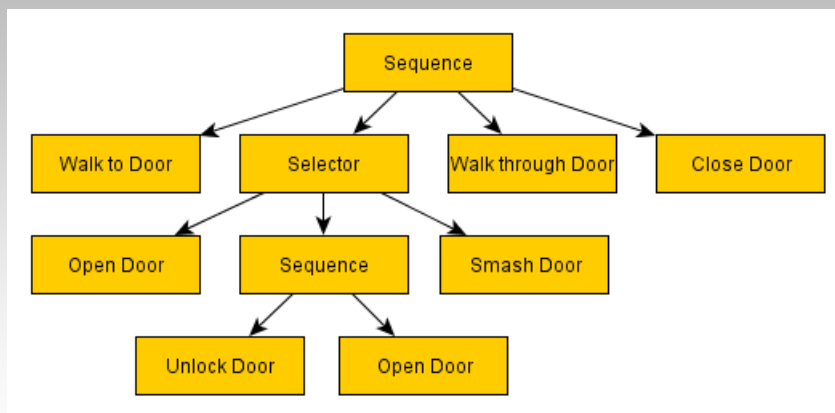 Sequence
Walk to Door
Selector
Walk through Door
Close Door
Open Door
Sequence
Smash Door
Unlock Door
Open Door